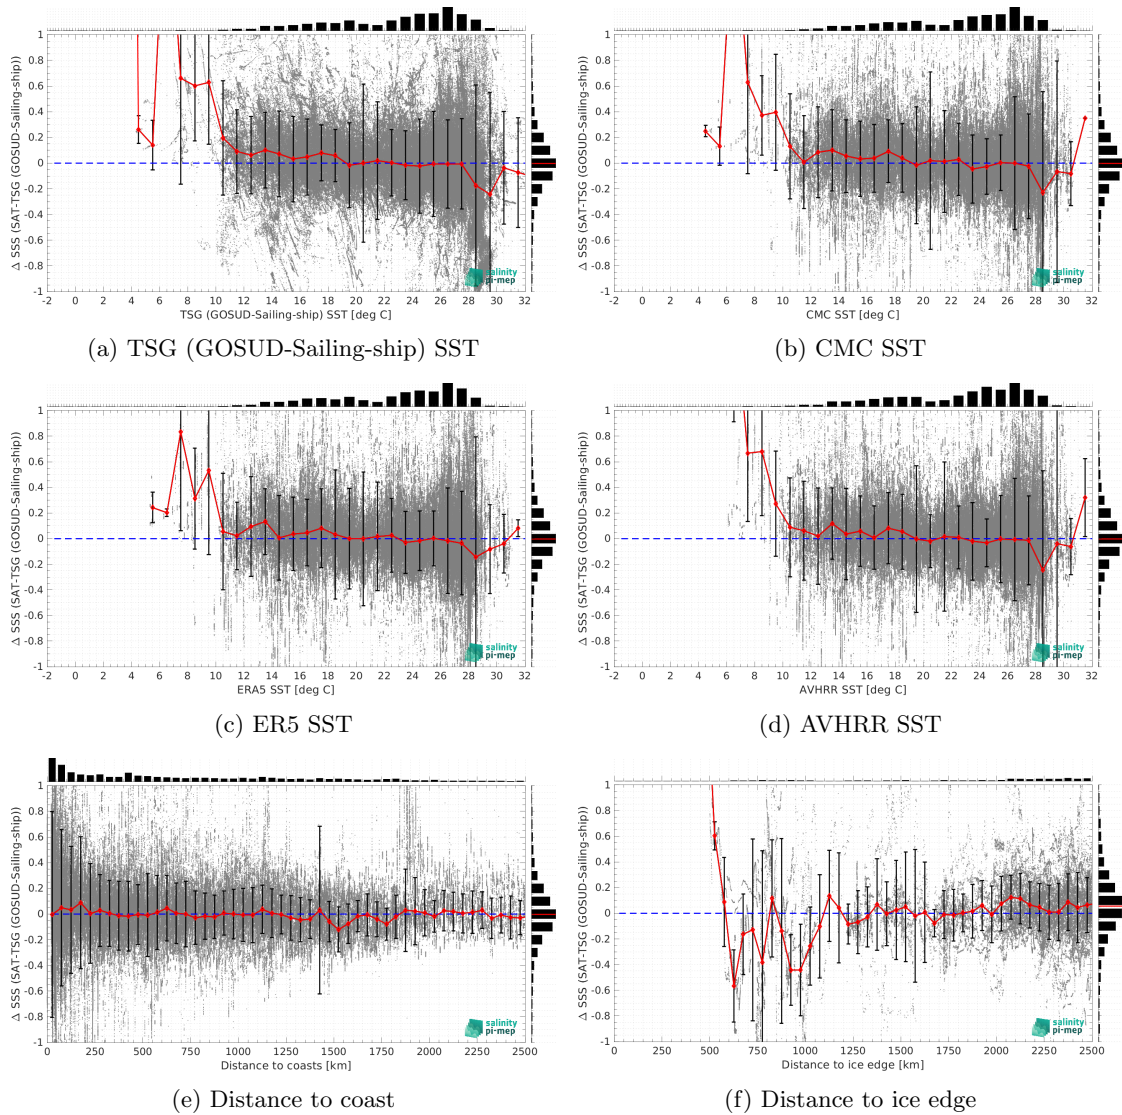 1
0.8
0.6
0.4
0.2
0
-0.2
-0.4
-0.6
-0.8
-1
Δ SSS (SAT-TSG (GOSUD-Sailing-ship))
-2 0 2 4 6 8 10 12 14 16 18 20 22 24 26 28 30 32
TSG (GOSUD-Sailing-ship) SST [deg C]
salinity
pi-mep
(a) TSG (GOSUD-Sailing-ship) SST
1
0.8
0.6
0.4
0.2
0
-0.2
-0.4
-0.6
-0.8
-1
Δ SSS (SAT-TSG (GOSUD-Sailing-ship))
-2 0 2 4 6 8 10 12 14 16 18 20 22 24 26 28 30 32
CMC SST [deg C]
salinity
pi-mep
(b) CMC SST
1
0.8
0.6
0.4
0.2
0
-0.2
-0.4
-0.6
-0.8
-1
Δ SSS (SAT-TSG (GOSUD-Sailing-ship))
-2 0 2 4 6 8 10 12 14 16 18 20 22 24 26 28 30 32
ERA5 SST [deg C]
salinity
pi-mep
(c) ER5 SST
1
0.8
0.6
0.4
0.2
0
-0.2
-0.4
-0.6
-0.8
-1
Δ SSS (SAT-TSG (GOSUD-Sailing-ship))
-2 0 2 4 6 8 10 12 14 16 18 20 22 24 26 28 30 32
AVHRR SST [deg C]
salinity
pi-mep
(d) AVHRR SST
1
0.8
0.6
0.4
0.2
0
-0.2
-0.4
-0.6
-0.8
-1
Δ SSS (SAT-TSG (GOSUD-Sailing-ship))
0 250 500 750 1000 1250 1500 1750 2000 2250 2500
Distance to coasts [km]
salinity
pi-mep
(e) Distance to coast
1
0.8
0.6
0.4
0.2
0
-0.2
-0.4
-0.6
-0.8
-1
Δ SSS (SAT-TSG (GOSUD-Sailing-ship))
0 250 500 750 1000 1250 1500 1750 2000 2250 2500
Distance to ice edge [km]
salinity
pi-mep
(f) Distance to ice edge